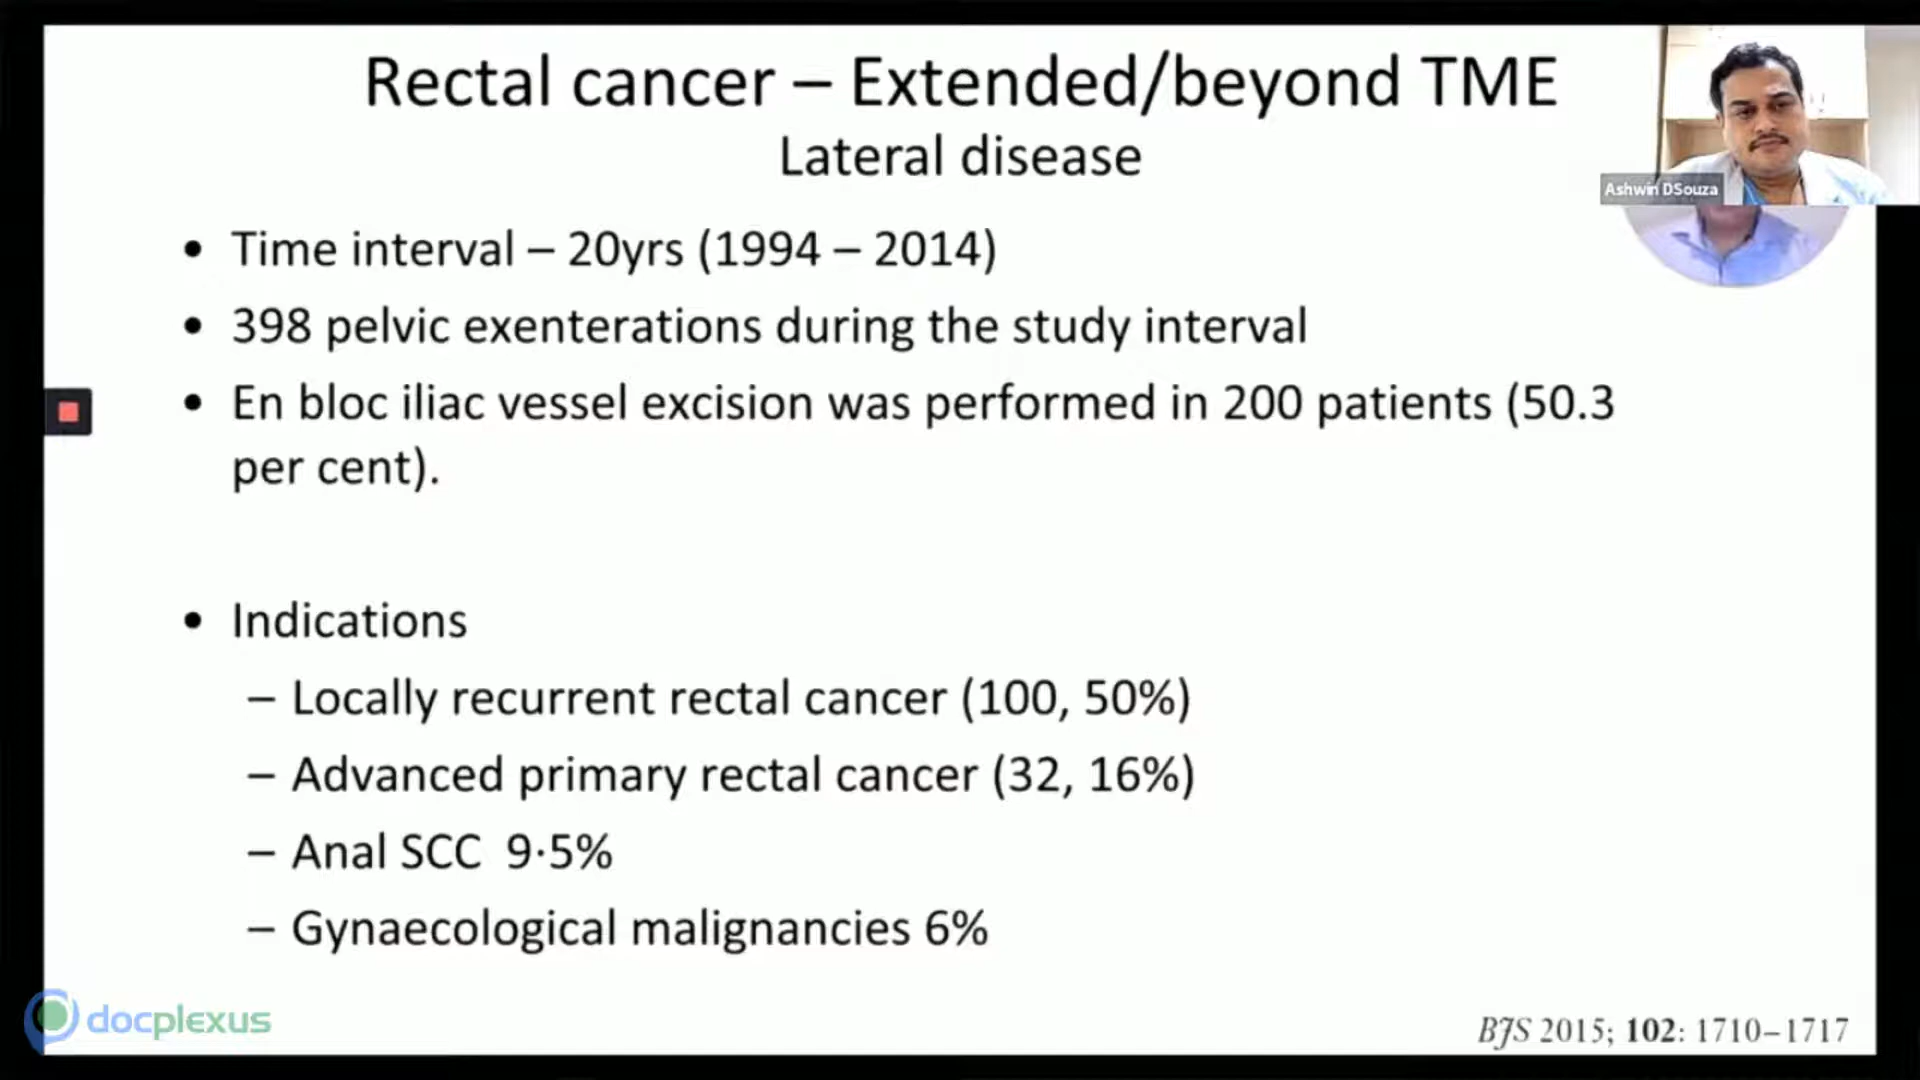 Rectal cancer – Extended/beyond TME
Lateral disease
Ashwin DSouza
• Time interval – 20yrs (1994 – 2014)
• 398 pelvic exenterations during the study interval
• En bloc iliac vessel excision was performed in 200 patients (50.3
per cent).
• Indications
– Locally recurrent rectal cancer (100, 50%)
– Advanced primary rectal cancer (32, 16%)
– Anal SCC 9·5%
– Gynaecological malignancies 6%
docplexus
BJS 2015; 102: 1710–1717